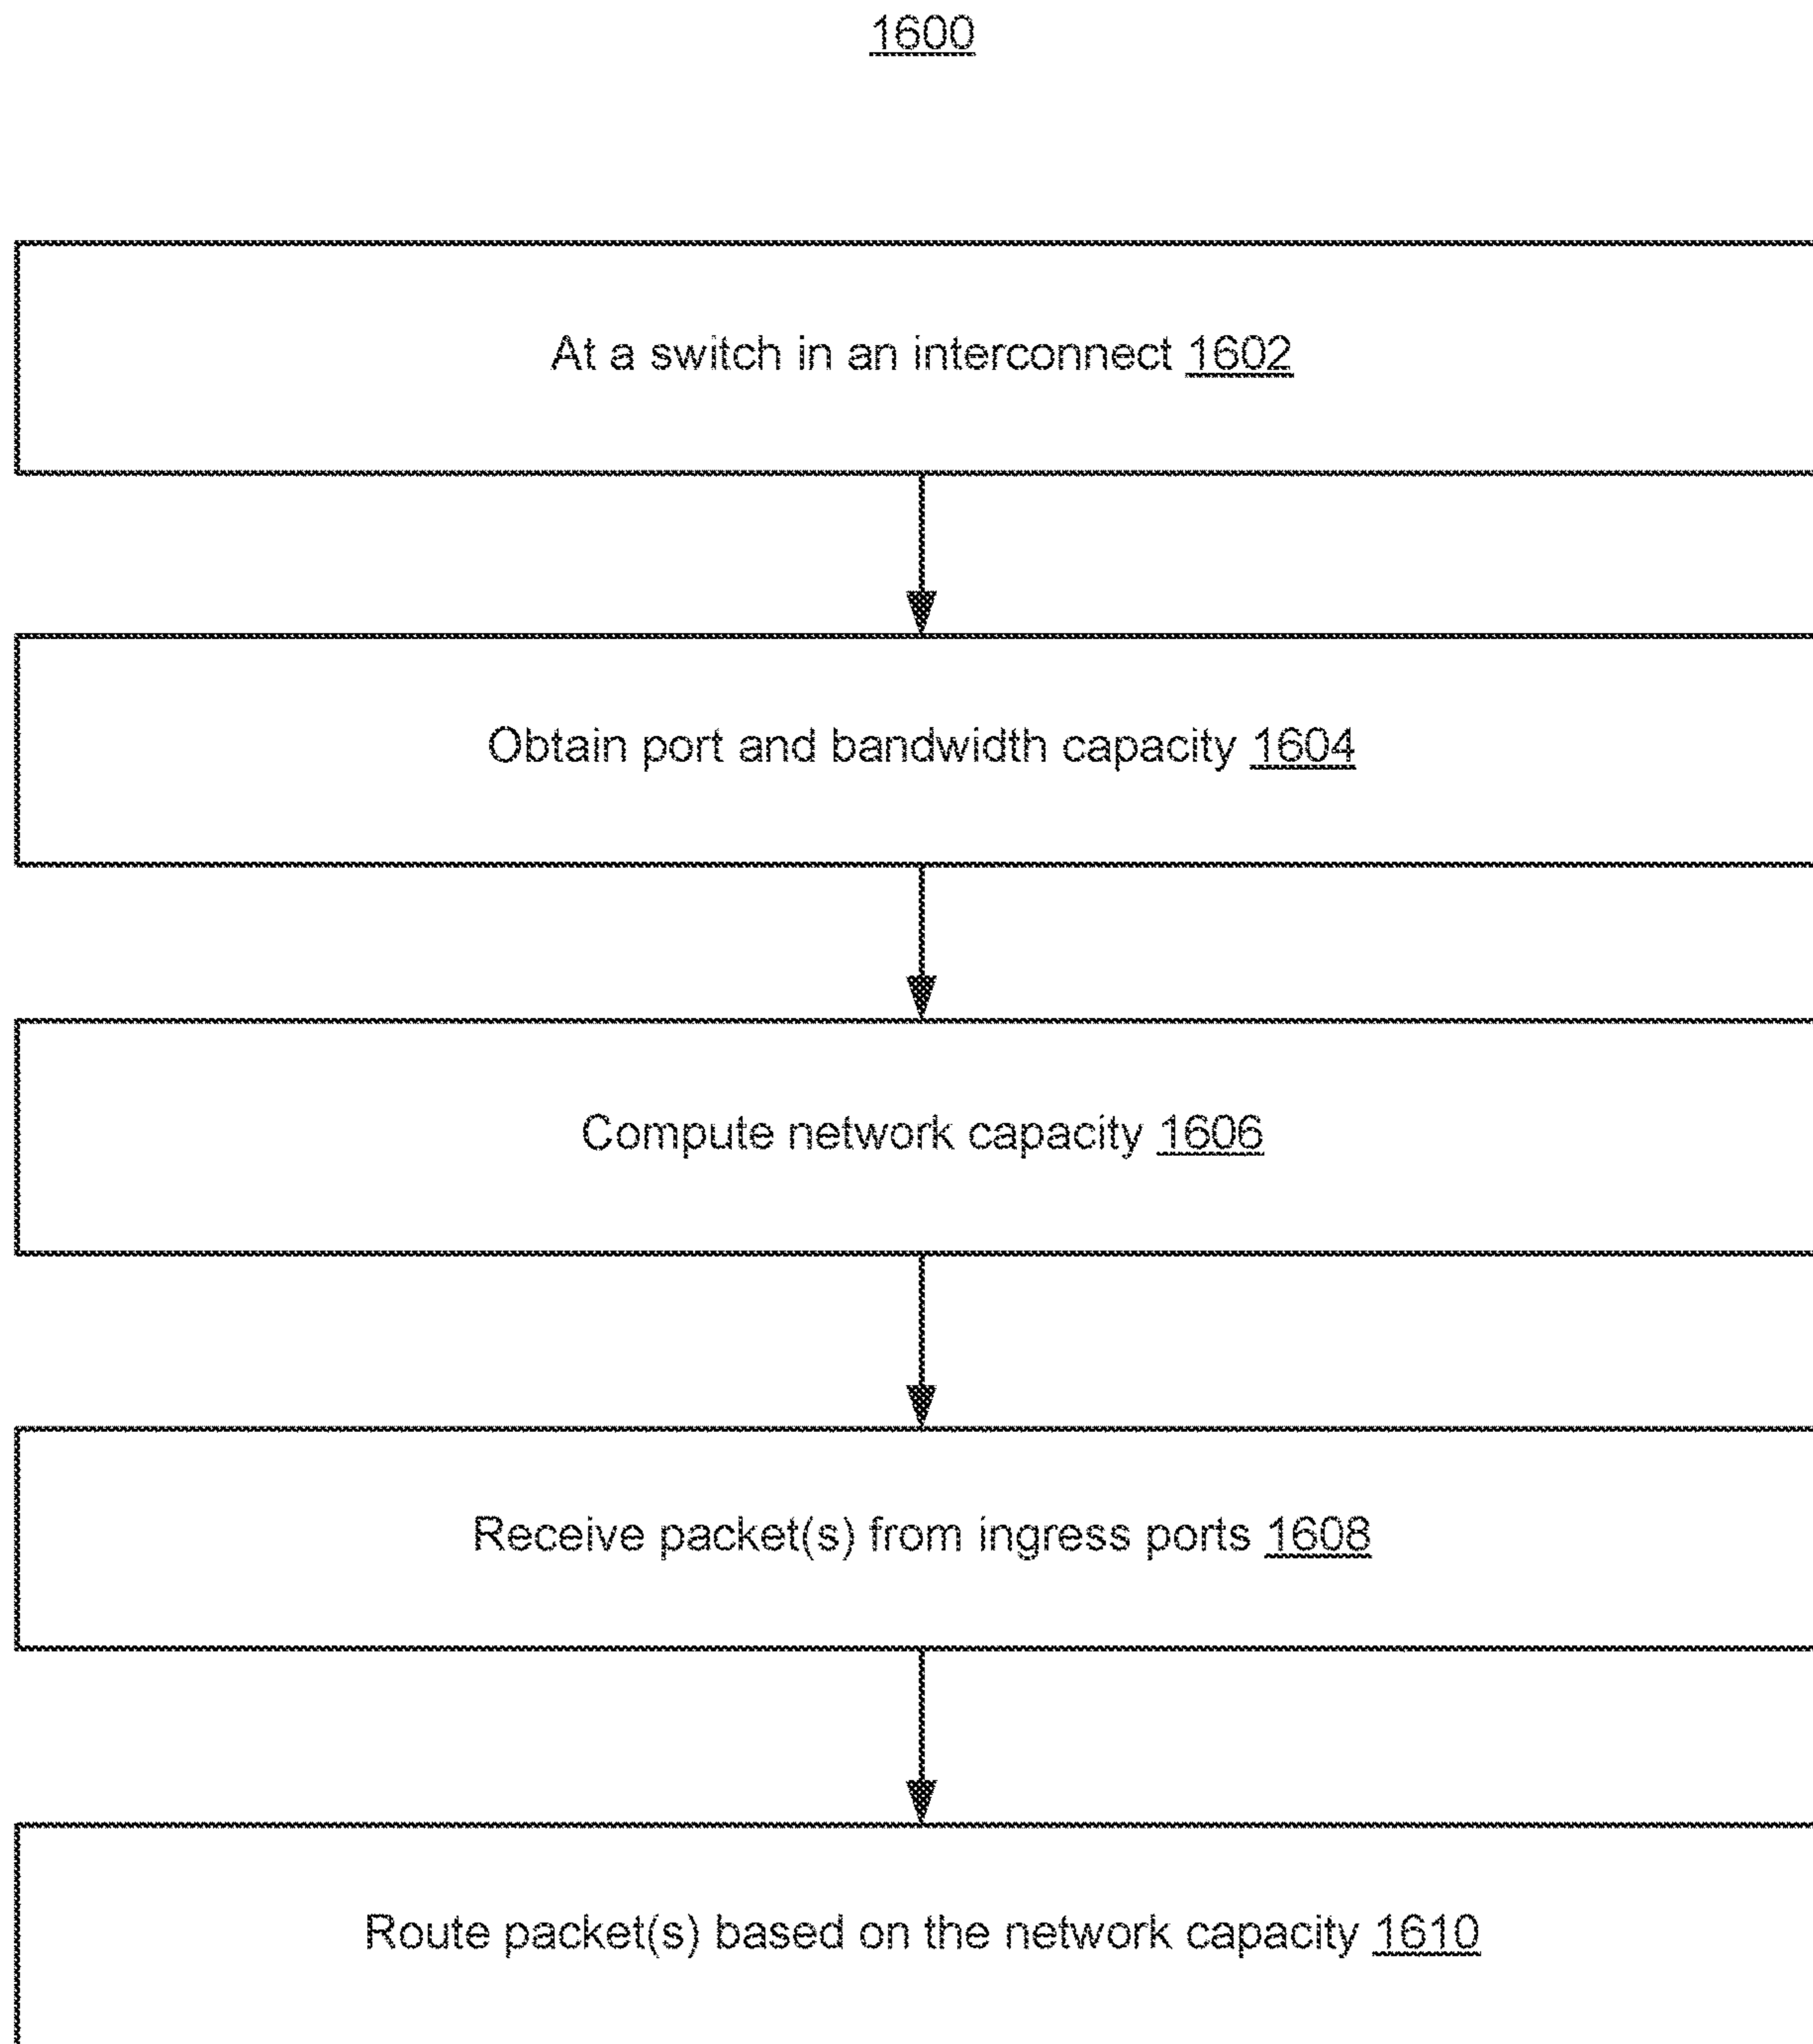 1600
At a switch in an interconnect 1602
Obtain port and bandwidth capacity 1604
Compute network capacity 1606
Receive packet(s) from ingress ports 1608
Route packet(s) based on the network capacity 1610